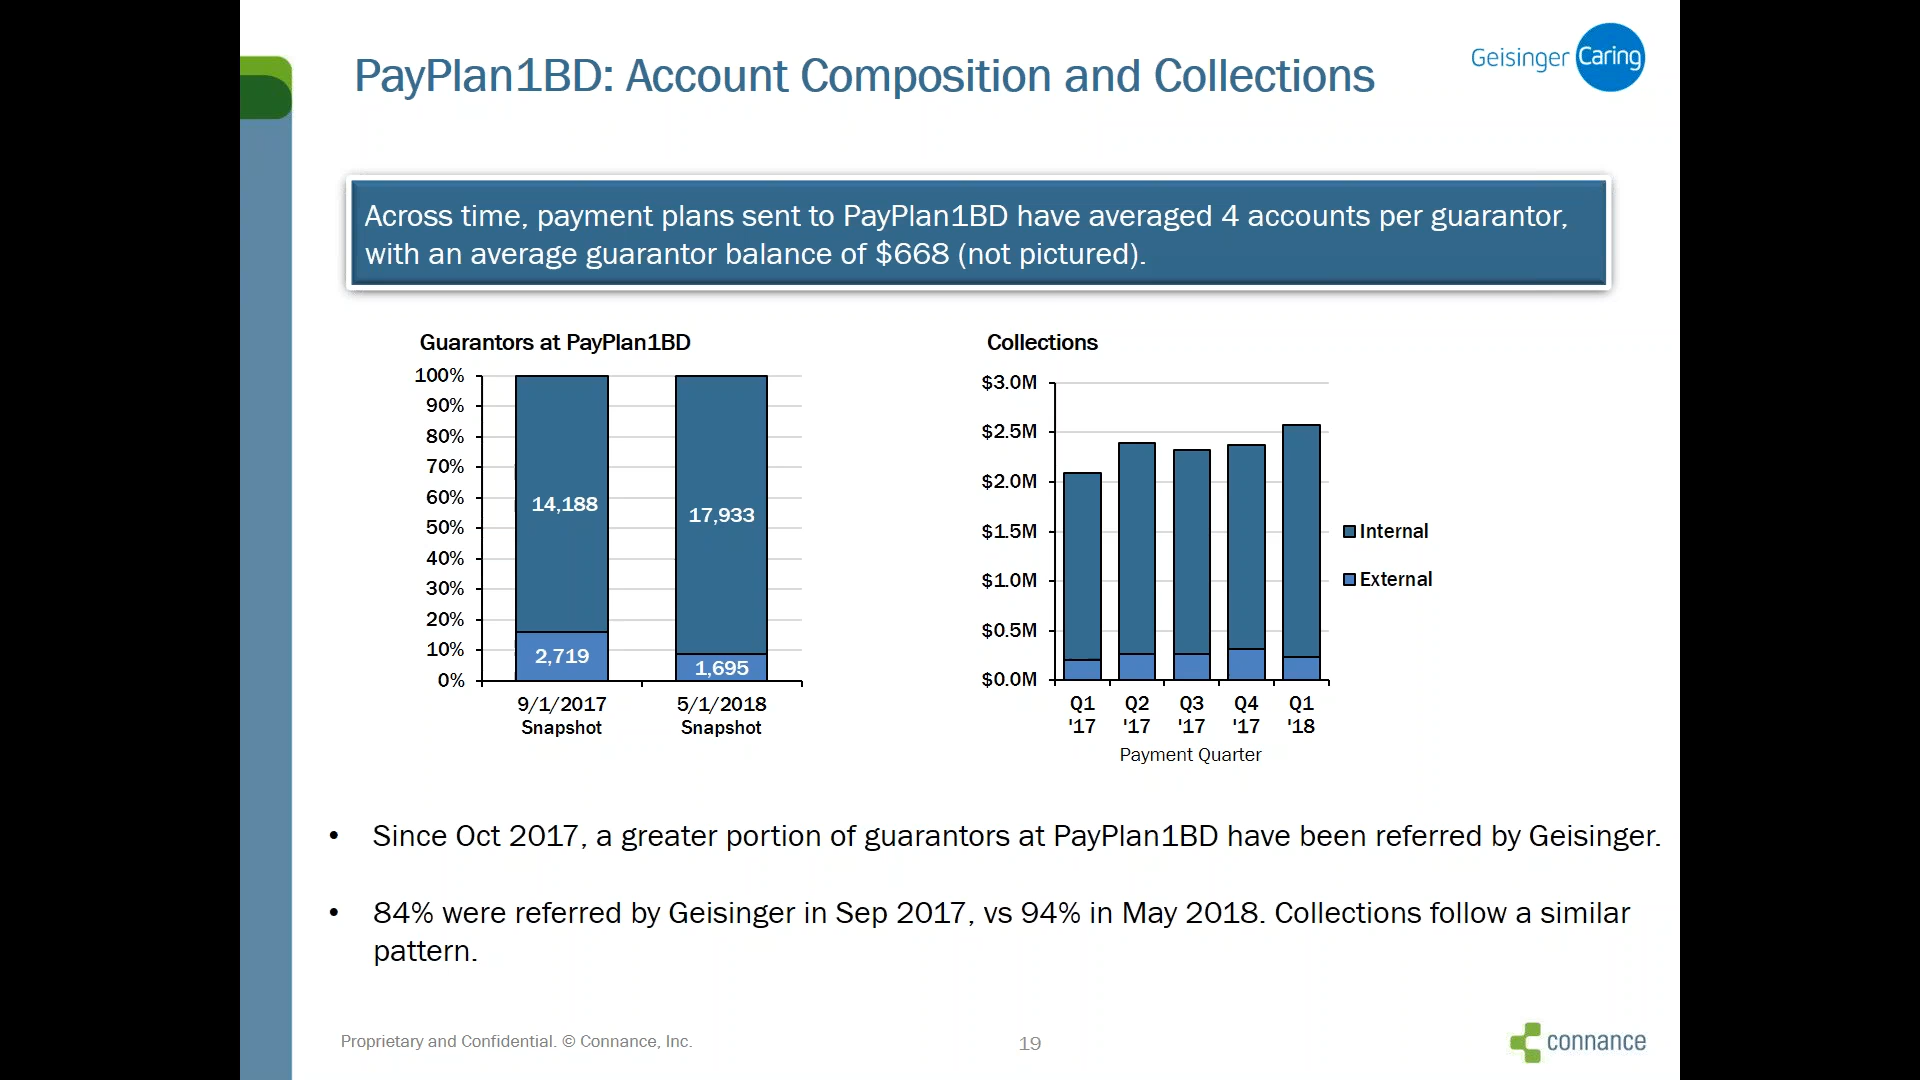 PayPlan1BD: Account Composition and Collections
Geisinger Caring
Across time, payment plans sent to PayPlan1BD have averaged 4 accounts per guarantor,
with an average guarantor balance of $668 (not pictured).
Guarantors at PayPlan1BD
100%
90%
80%
70%
60%
50%
40%
30%
20%
10%
0%
14,188
17,933
2,719
1,695
9/1/2017
Snapshot
5/1/2018
Snapshot
Collections
$3.0M
$2.5M
$2.0M
$1.5M
$1.0M
$0.5M
$0.0M
Q1 Q2 Q3 Q4 Q1
'17 '17 '17 '17 '18
Payment Quarter
Internal
External
• Since Oct 2017, a greater portion of guarantors at PayPlan1BD have been referred by Geisinger.
• 84% were referred by Geisinger in Sep 2017, vs 94% in May 2018. Collections follow a similar
pattern.
Proprietary and Confidential. © Connance, Inc.
19
connance